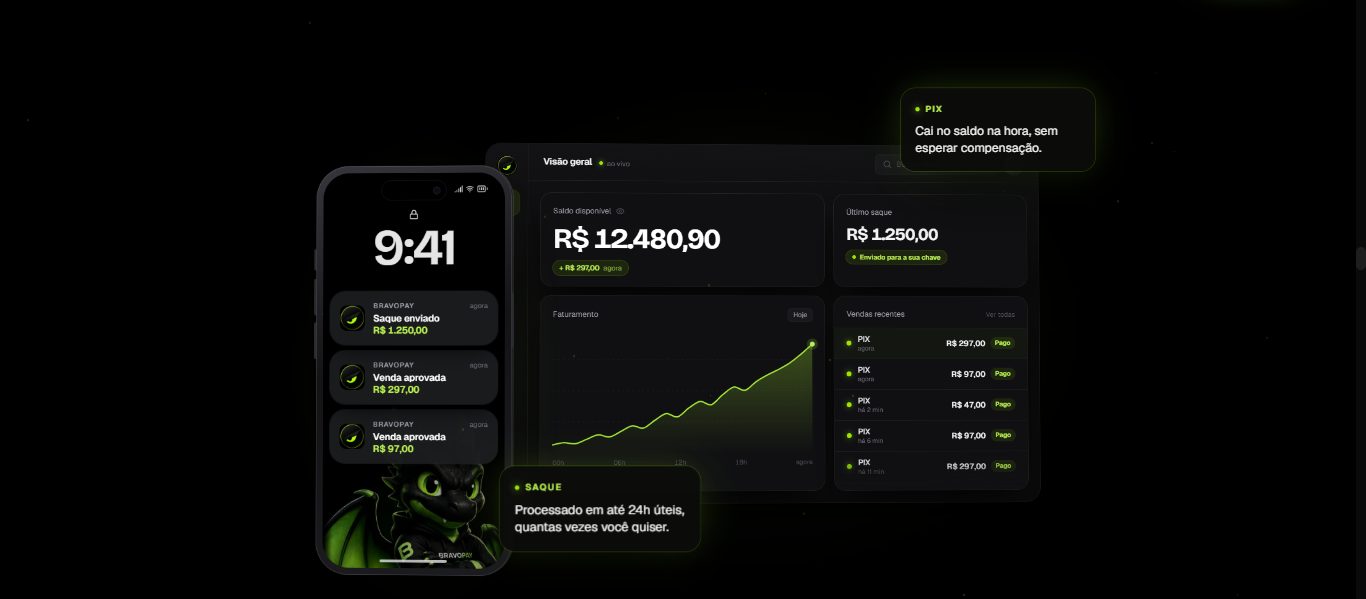 PIX
Cai no saldo na hora, sem
esperar compensação.
Visão geral
ao vivo
Saldo disponível
R$ 12.480,90
+ R$ 297,00 agora
Último saque
R$ 1.250,00
Enviado para a sua chave
Faturamento
Hoje
00h 06h 12h 18h agora
Vendas recentes
Ver todas
PIX R$ 297,00 Pago
agora
PIX R$ 97,00 Pago
agora
PIX R$ 47,00 Pago
há 2 min
PIX R$ 97,00 Pago
há 6 min
PIX R$ 297,00 Pago
há 11 min
9:41
BRAVOPAY agora
Saque enviado
R$ 1.250,00
BRAVOPAY agora
Venda aprovada
R$ 297,00
BRAVOPAY agora
Venda aprovada
R$ 97,00
B
BRAVOPAY
SAQUE
Processado em até 24h úteis,
quantas vezes você quiser.